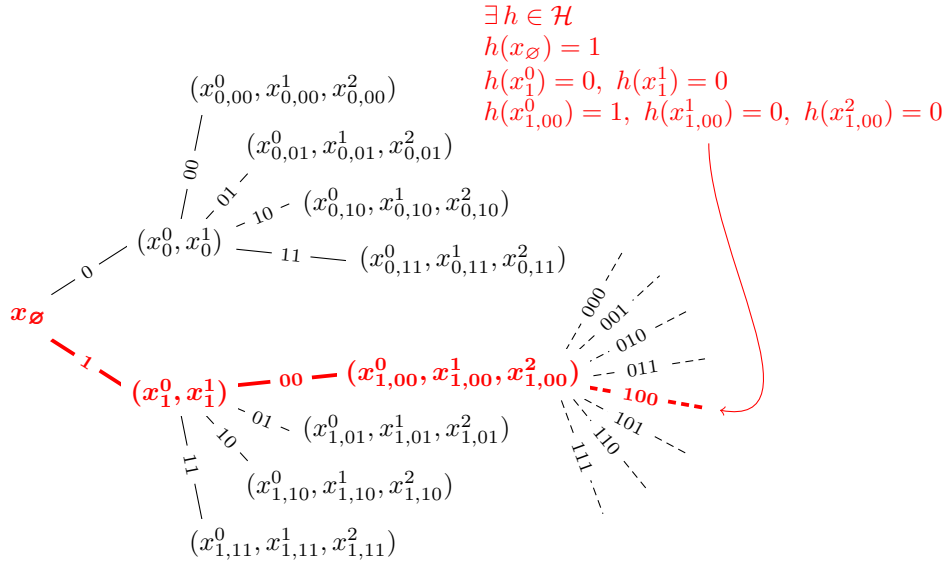 ∃ h ∈ ℋ
h(x_∅) = 1
h(x_1^0) = 0, h(x_1^1) = 0
h(x_{1,00}^0) = 1, h(x_{1,00}^1) = 0, h(x_{1,00}^2) = 0
(x_{0,00}^0, x_{0,00}^1, x_{0,00}^2)
00
(x_{0,01}^0, x_{0,01}^1, x_{0,01}^2)
01
(x_{0,10}^0, x_{0,10}^1, x_{0,10}^2)
10
(x_0^0, x_0^1)
11
(x_{0,11}^0, x_{0,11}^1, x_{0,11}^2)
0
x_∅
1
(x_1^0, x_1^1)
00
(x_{1,00}^0, x_{1,00}^1, x_{1,00}^2)
000
001
010
011
100
101
110
111
01
(x_{1,01}^0, x_{1,01}^1, x_{1,01}^2)
10
(x_{1,10}^0, x_{1,10}^1, x_{1,10}^2)
11
(x_{1,11}^0, x_{1,11}^1, x_{1,11}^2)